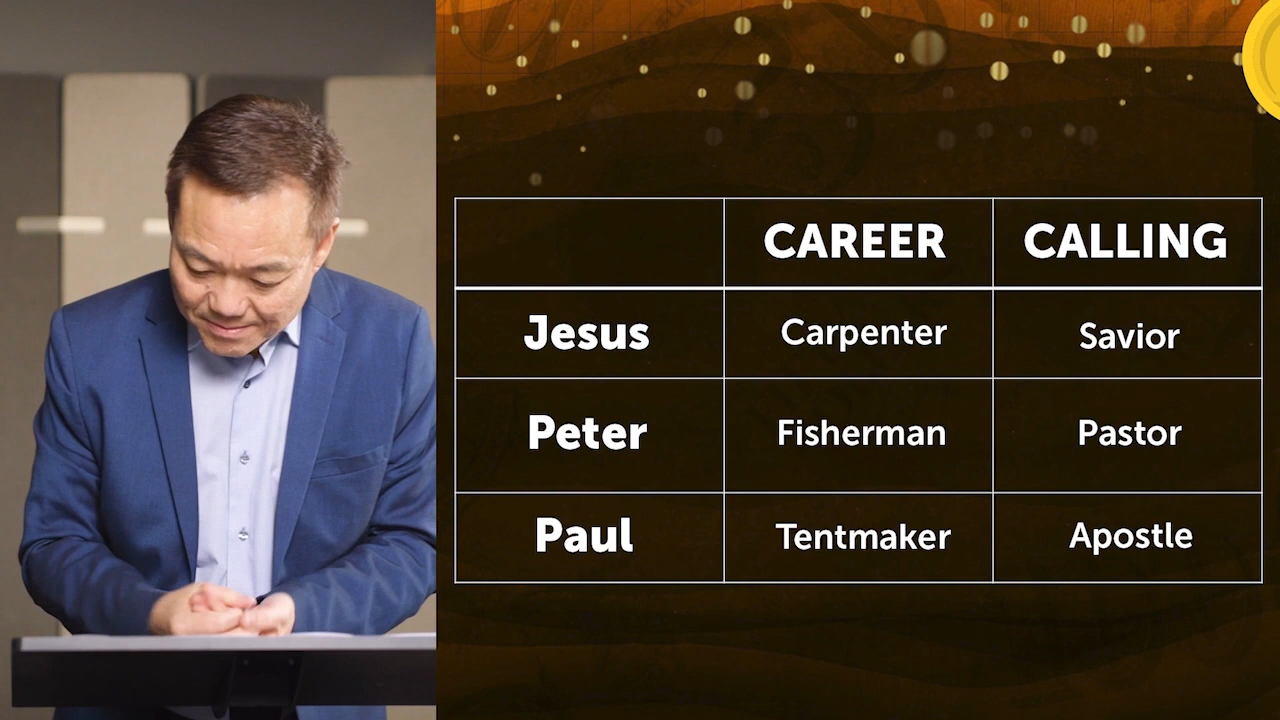 CAREER CALLING
Jesus Carpenter Savior
Peter Fisherman Pastor
Paul Tentmaker Apostle